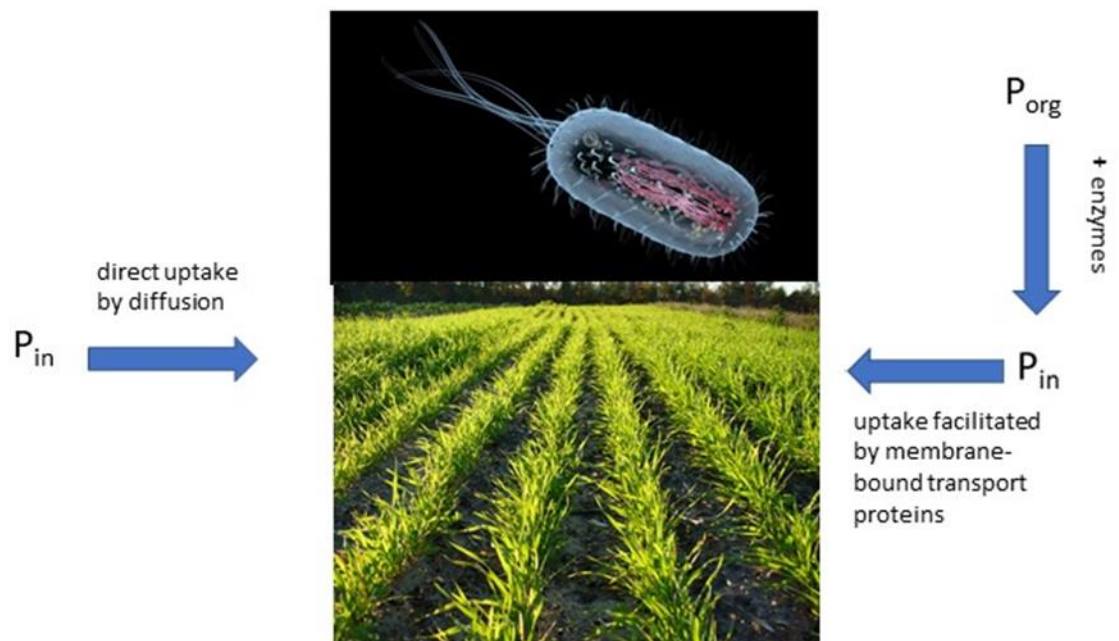 direct uptake
by diffusion
P_in
P_org
+ enzymes
P_in
uptake facilitated
by membrane-
bound transport
proteins